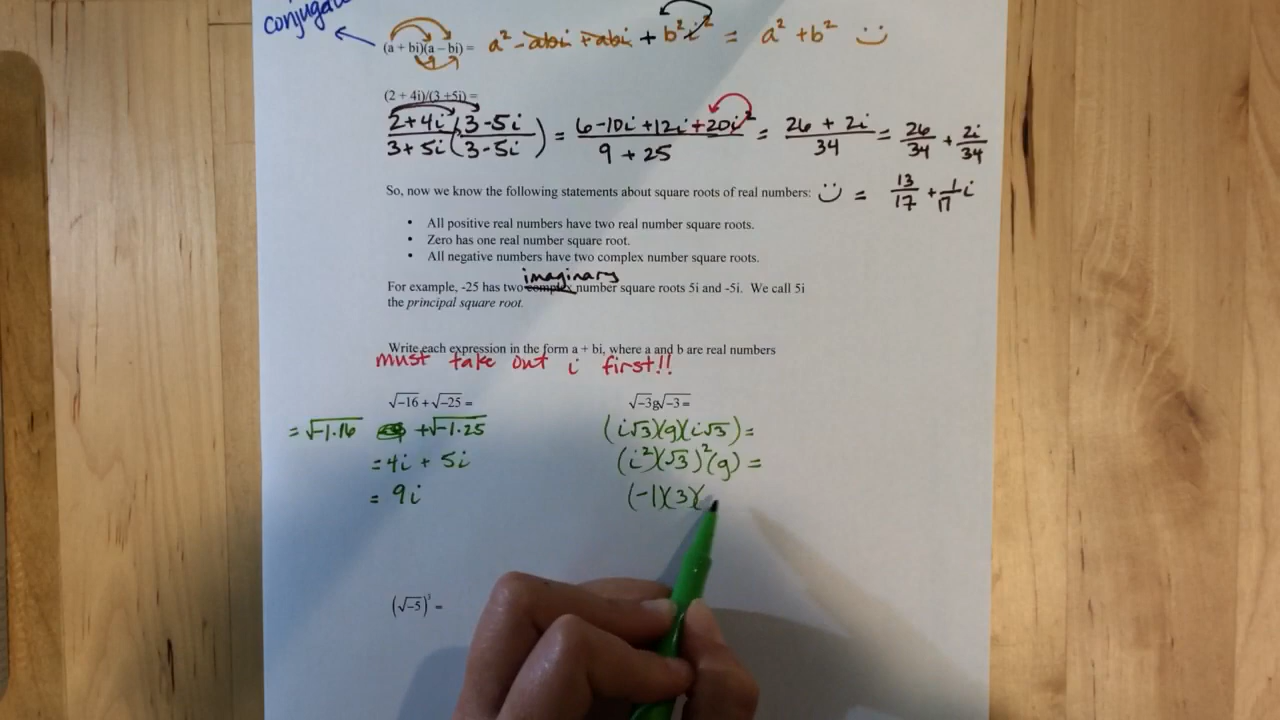 conjuga
(a + bi)(a − bi) = a² - abi + abi + b²i² = a² + b²
(2 + 4i)/(3 +5i) =
2+4i/3+5i (3-5i/3-5i) = 6-10i+12i+20i²/9 + 25 = 26 + 2i/34 = 26/34 + 2i/34
So, now we know the following statements about square roots of real numbers: = 13/17 + 1/17 i
• All positive real numbers have two real number square roots.
• Zero has one real number square root.
• All negative numbers have two complex number square roots.
imaginary
For example, -25 has two complex number square roots 5i and -5i. We call 5i
the principal square root.
Write each expression in the form a + bi, where a and b are real numbers
must take out i first!!
√−16 + √−25 = √−3g√−3 =
= √-1.16 + √-1.25 (i√3)(g)(i√3) =
= 4i + 5i (i²)(√3)²(g) =
= 9i (-1)(3)(
(√−5)³ =